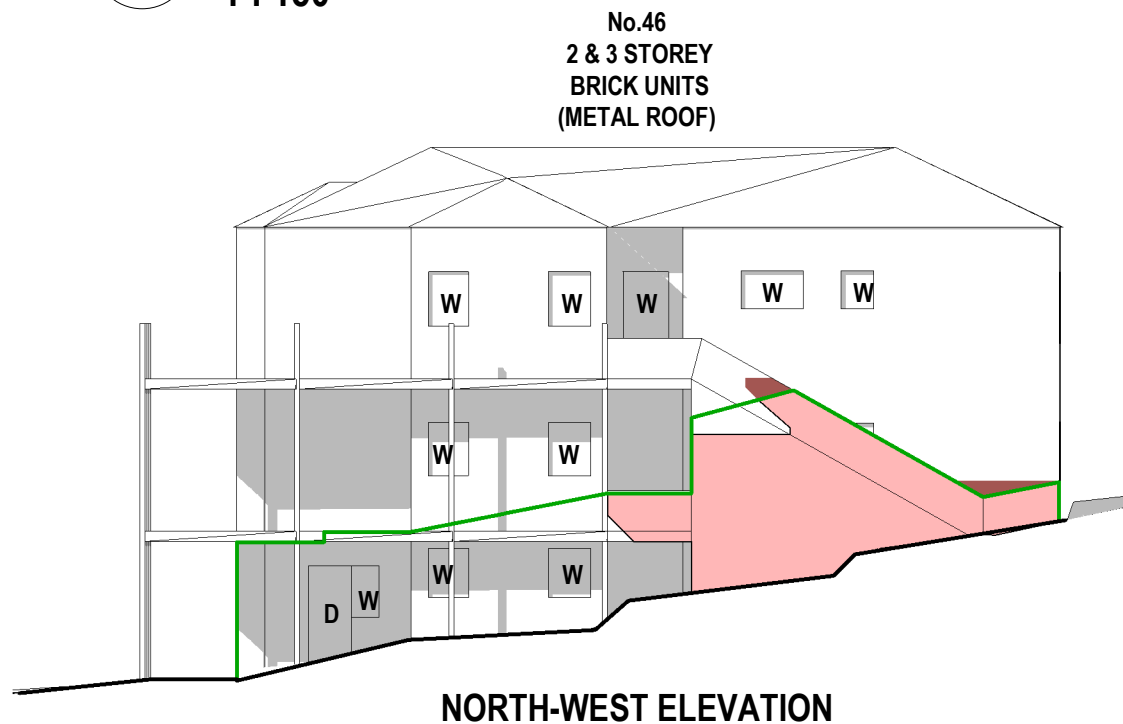 No.46
2 & 3 STOREY
BRICK UNITS
(METAL ROOF)
W W W W W
W W
W W
D W
NORTH-WEST ELEVATION